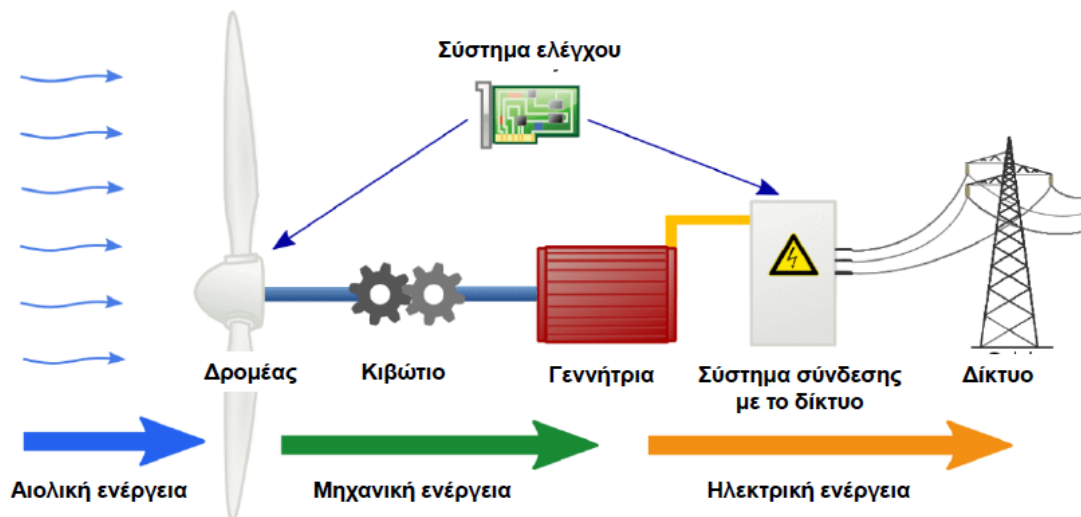 Σύστημα ελέγχου
Δρομέας
Κιβώτιο
Γεννήτρια
Σύστημα σύνδεσης
με το δίκτυο
Δίκτυο
Αιολική ενέργεια
Μηχανική ενέργεια
Ηλεκτρική ενέργεια